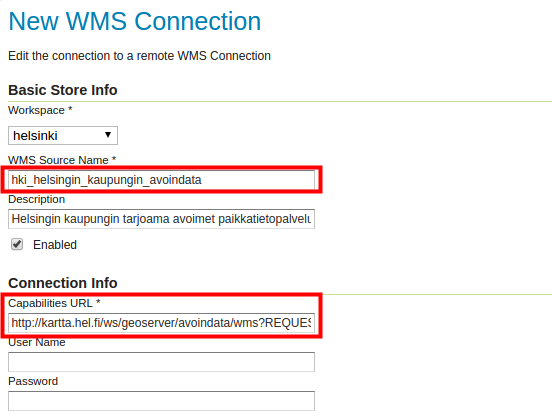 New WMS Connection
Edit the connection to a remote WMS Connection
Basic Store Info
Workspace *
helsinki
WMS Source Name *
hki_helsingin_kaupungin_avoindata
Description
Helsingin kaupungin tarjoama avoimet paikkatietopalvelu
Enabled
Connection Info
Capabilities URL *
http://kartta.hel.fi/ws/geoserver/avoindata/wms?REQUES
User Name
Password